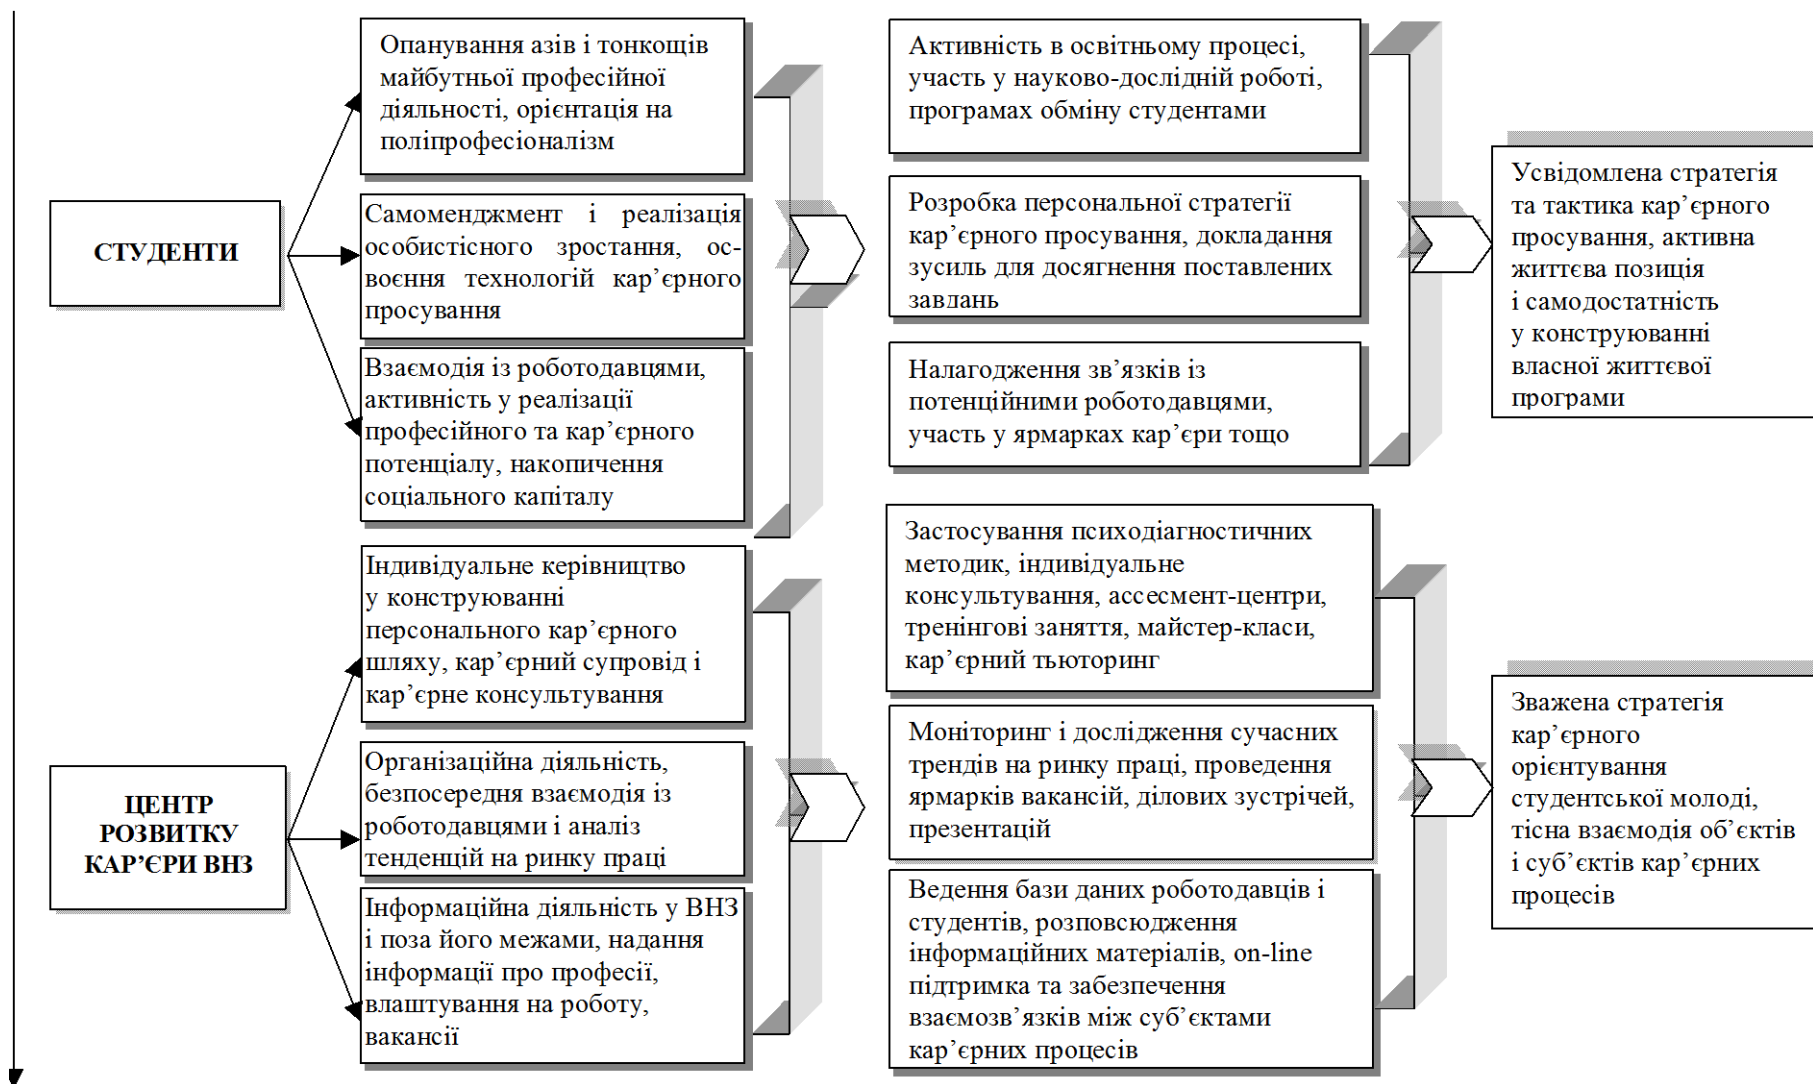 СТУДЕНТИ
Опанування азів і тонкощів
майбутньої професійної
діяльності, орієнтація на
поліпрофесіоналізм
Самоменджмент і реалізація
особистісного зростання, ос-
воєння технологій кар’єрного
просування
Взаємодія із роботодавцями,
активність у реалізації
професійного та кар’єрного
потенціалу, накопичення
соціального капіталу
Активність в освітньому процесі,
участь у науково-дослідній роботі,
програмах обміну студентами
Розробка персональної стратегії
кар’єрного просування, докладання
зусиль для досягнення поставлених
завдань
Налагодження зв’язків із
потенційними роботодавцями,
участь у ярмарках кар’єри тощо
Усвідомлена стратегія
та тактика кар’єрного
просування, активна
життєва позиція
і самодостатність
у конструюванні
власної життєвої
програми
ЦЕНТР
РОЗВИТКУ
КАР’ЄРИ ВНЗ
Індивідуальне керівництво
у конструюванні
персонального кар’єрного
шляху, кар’єрний супровід і
кар’єрне консультування
Організаційна діяльність,
безпосередня взаємодія із
роботодавцями і аналіз
тенденцій на ринку праці
Інформаційна діяльність у ВНЗ
і поза його межами, надання
інформації про професії,
влаштування на роботу,
вакансії
Застосування психодіагностичних
методик, індивідуальне
консультування, ассесмент-центри,
тренінгові заняття, майстер-класи,
кар’єрний тьюторинг
Моніторинг і дослідження сучасних
трендів на ринку праці, проведення
ярмарків вакансій, ділових зустрічей,
презентацій
Ведення бази даних роботодавців і
студентів, розповсюдження
інформаційних матеріалів, on-line
підтримка та забезпечення
взаємозв’язків між суб’єктами
кар’єрних процесів
Зважена стратегія
кар’єрного
орієнтування
студентської молоді,
тісна взаємодія об’єктів
і суб’єктів кар’єрних
процесів